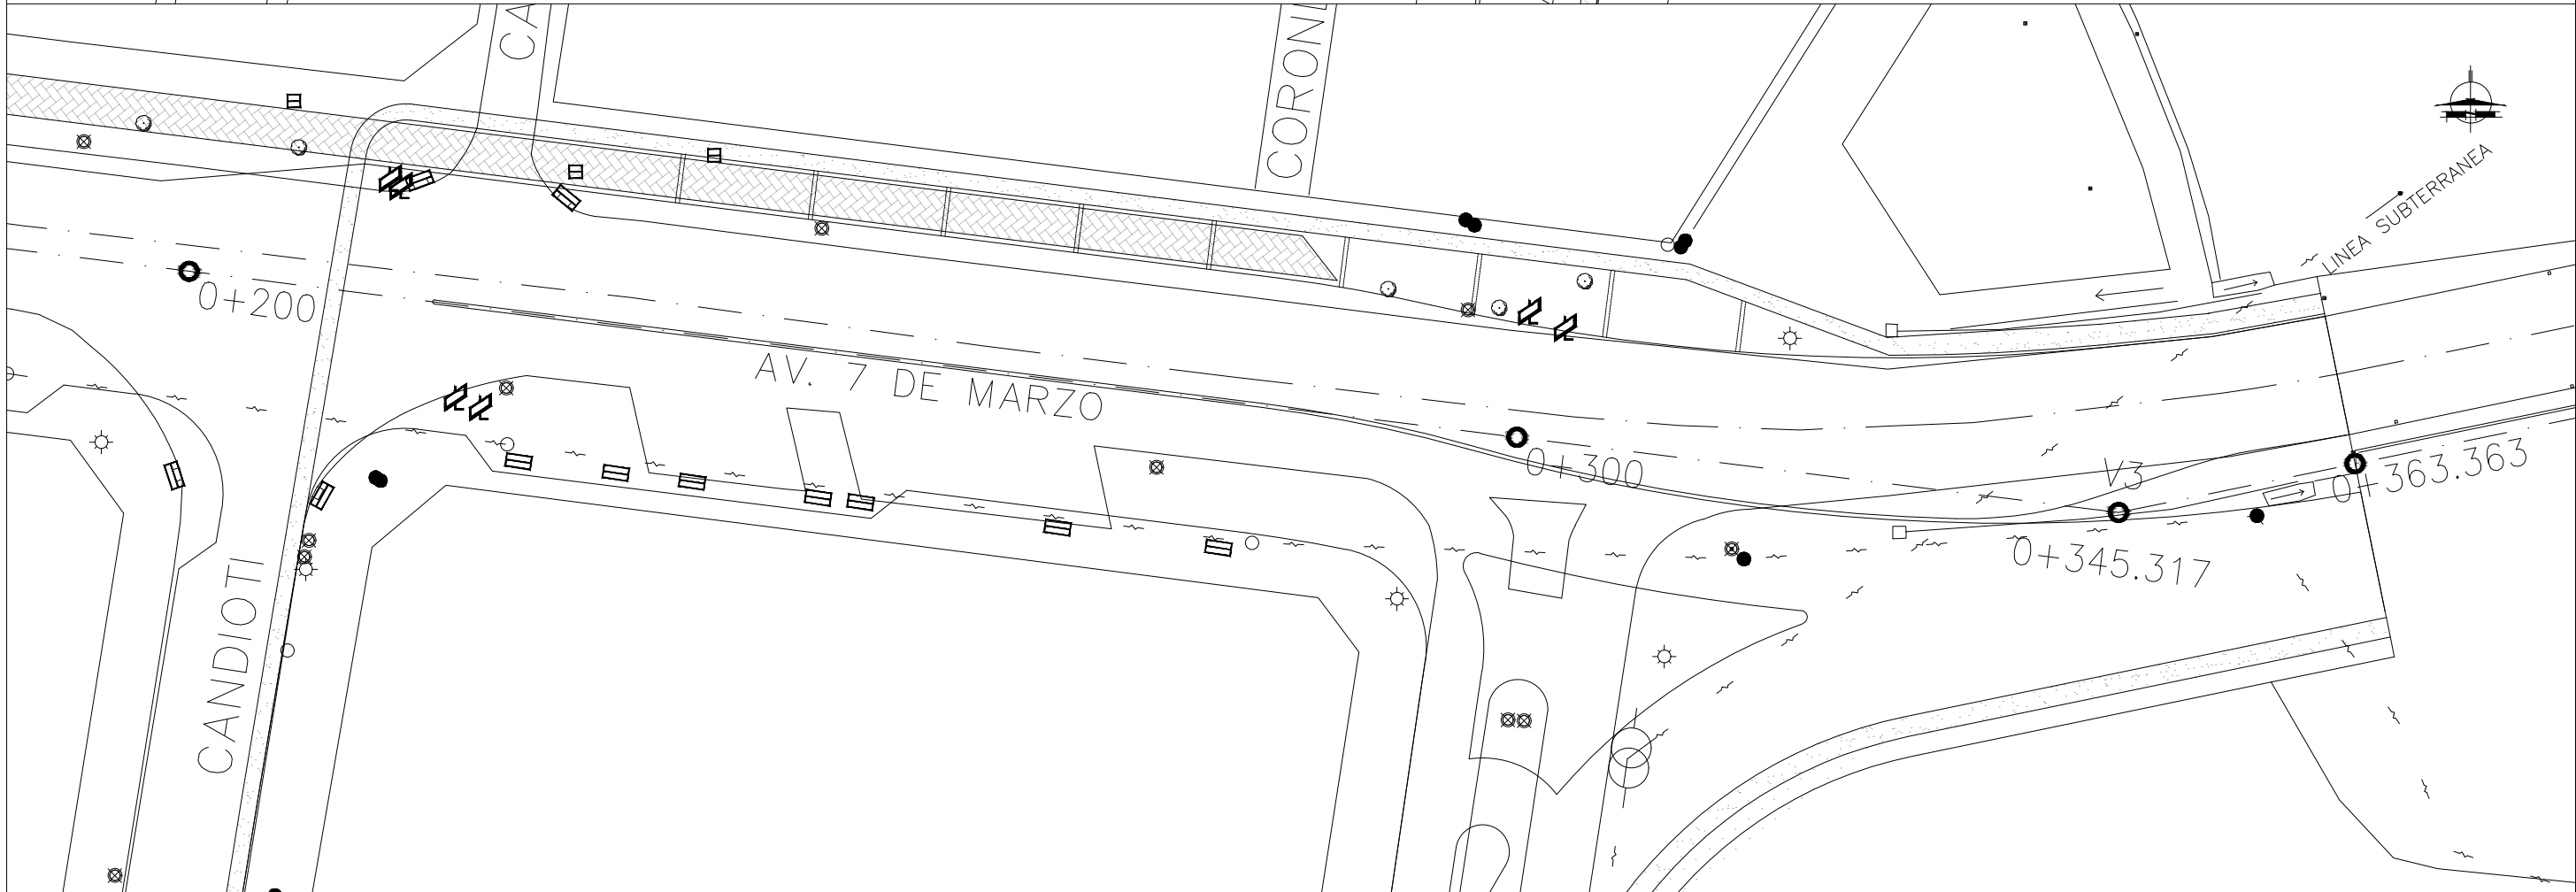 CA
CORONE
LINEA SUBTERRANEA
0+200
AV. 7 DE MARZO
0+300
V3
0+363.363
0+345.317
CANDIOTI